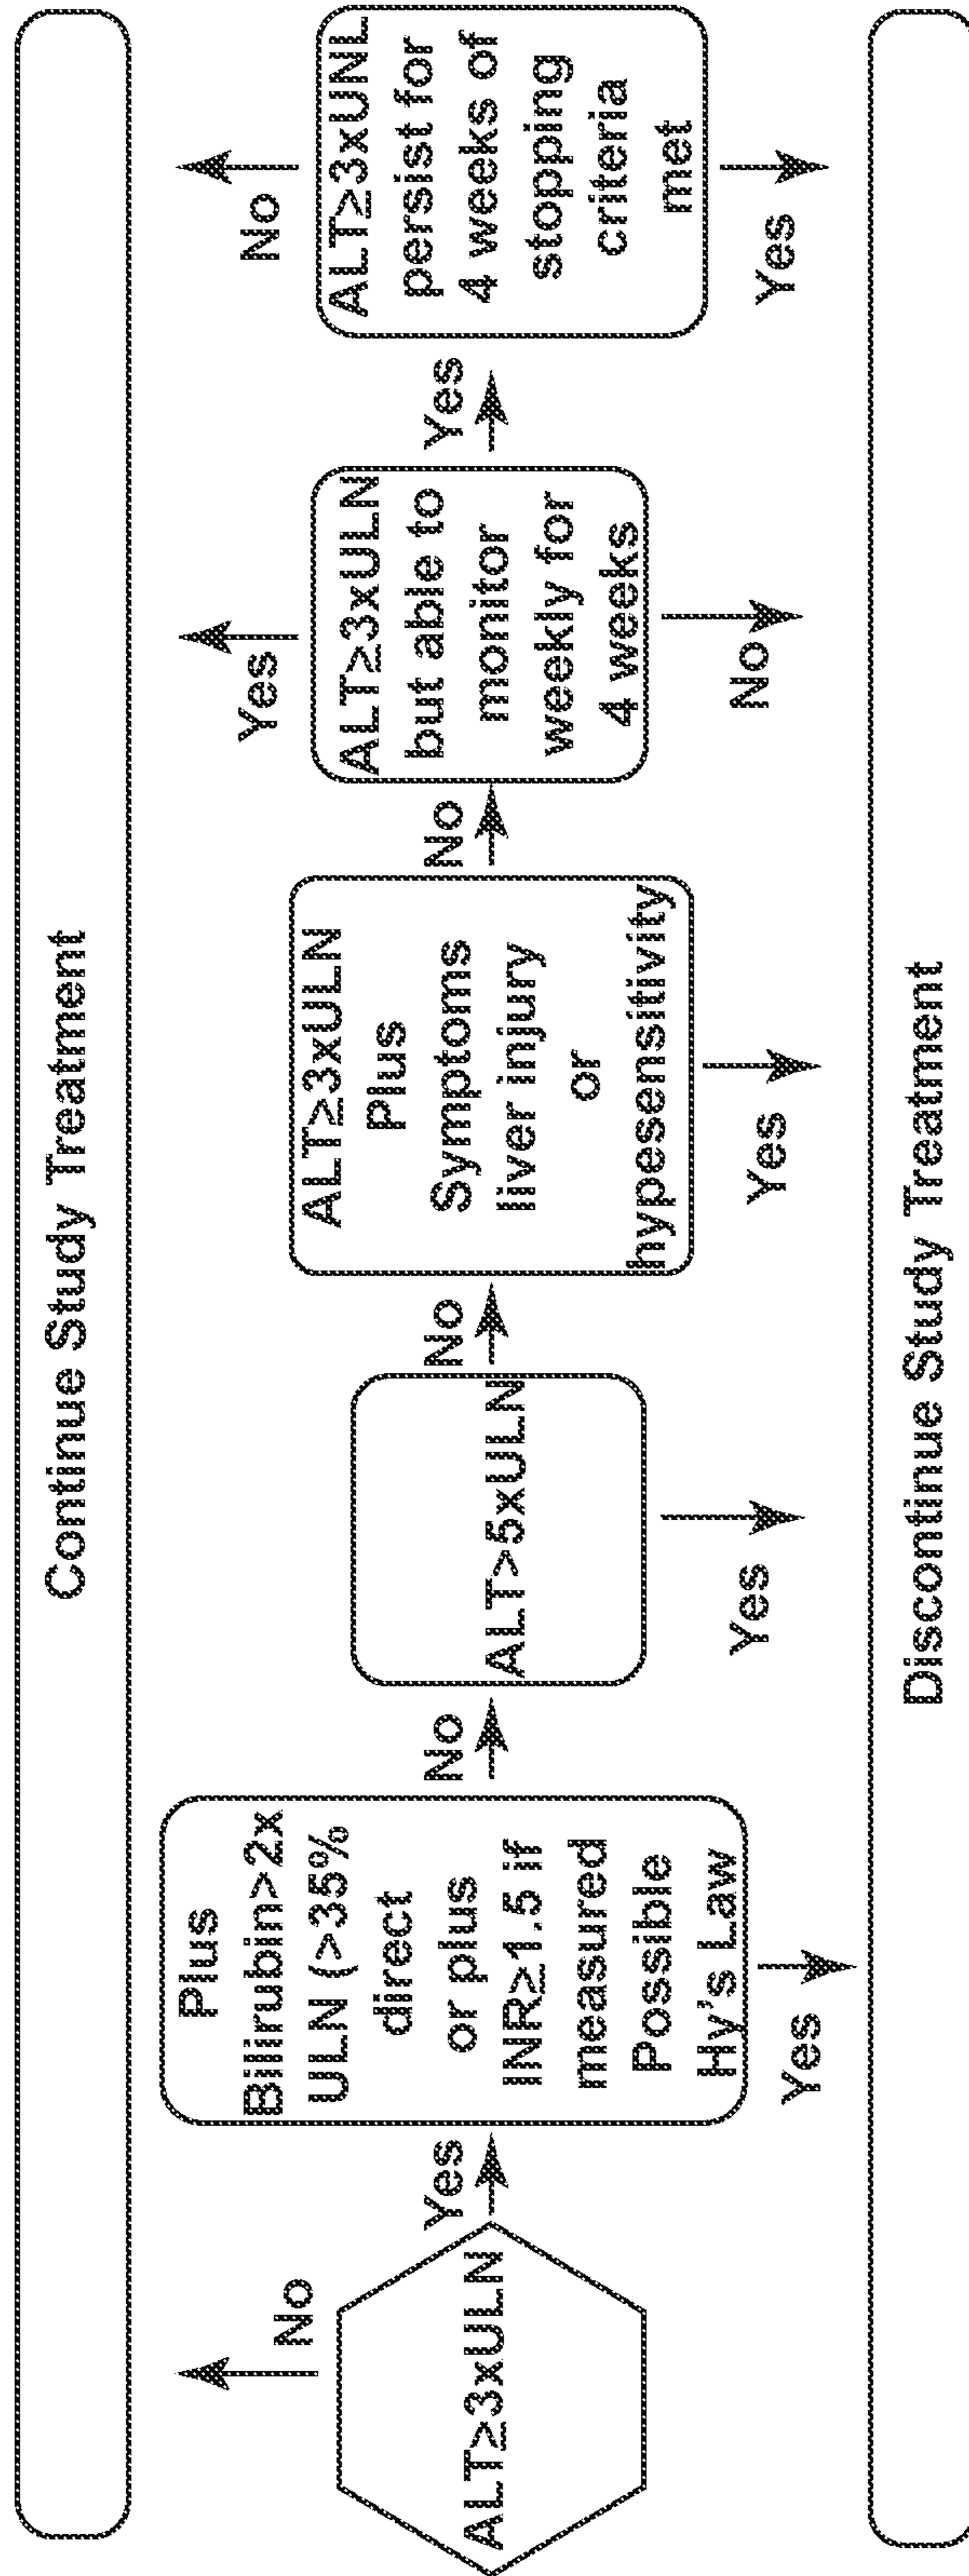 Continue Study Treatment
No
ALT≥3xULN
Yes
Plus
Bilirubin>2x
ULN (>35%
direct
or plus
INR≥1.5 if
measured
Possible
Hy's Law
Yes
No
ALT>5xULN
Yes
No
ALT≥3xULN
Plus
Symptoms
liver injury
or
hypesensitivity
Yes
No
Yes
ALT≥3xULN
but able to
monitor
weekly for
4 weeks
No
Yes
No
ALT≥3xUNL
persist for
4 weeks of
stopping
criteria
met
Yes
Discontinue Study Treatment